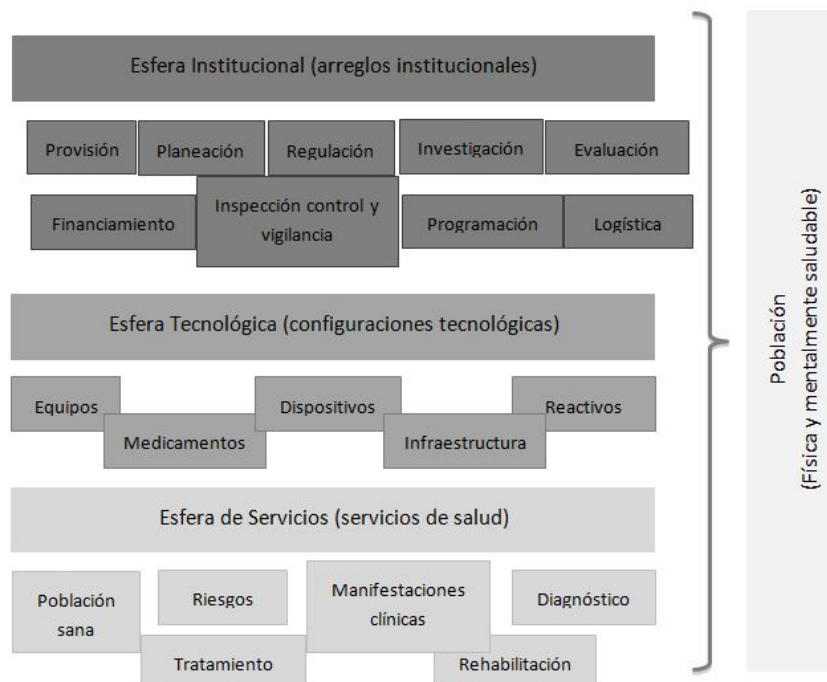 Esfera Institucional (arreglos institucionales)
Provisión
Planeación
Regulación
Investigación
Evaluación
Financiamiento
Inspección control y
vigilancia
Programación
Logística
Esfera Tecnológica (configuraciones tecnológicas)
Equipos
Medicamentos
Dispositivos
Infraestructura
Reactivos
Esfera de Servicios (servicios de salud)
Población
sana
Riesgos
Manifestaciones
clínicas
Diagnóstico
Tratamiento
Rehabilitación
Población
(Física y mentalmente saludable)